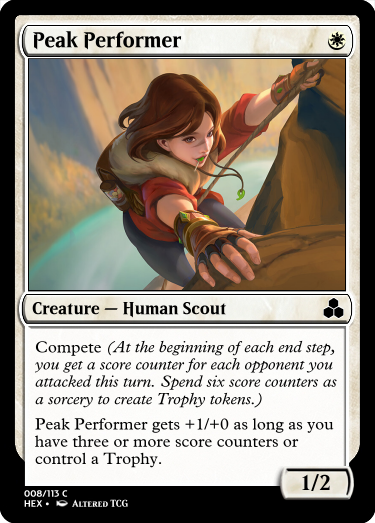 Peak Performer
Creature — Human Scout
Compete (At the beginning of each end step,
you get a score counter for each opponent you
attacked this turn. Spend six score counters as
a sorcery to create Trophy tokens.)
Peak Performer gets +1/+0 as long as you
have three or more score counters or
control a Trophy.
1/2
008/113 C
HEX • Altered TCG